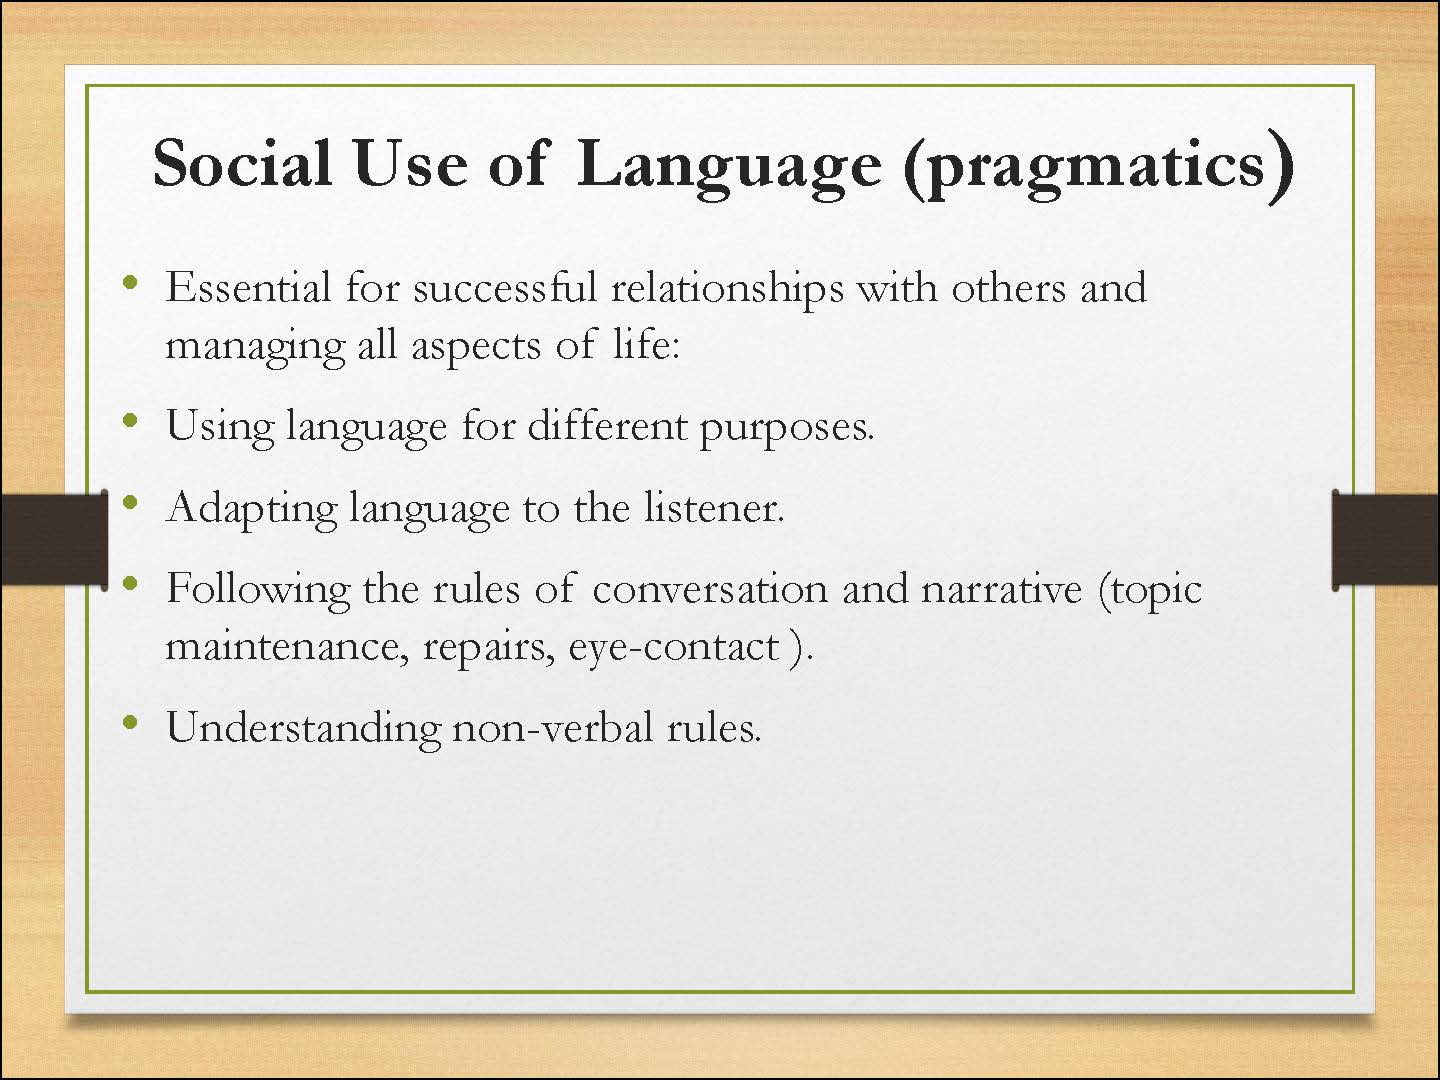 Social Use of Language (pragmatics)
• Essential for successful relationships with others and
managing all aspects of life:
• Using language for different purposes.
• Adapting language to the listener.
• Following the rules of conversation and narrative (topic
maintenance, repairs, eye-contact ).
• Understanding non-verbal rules.